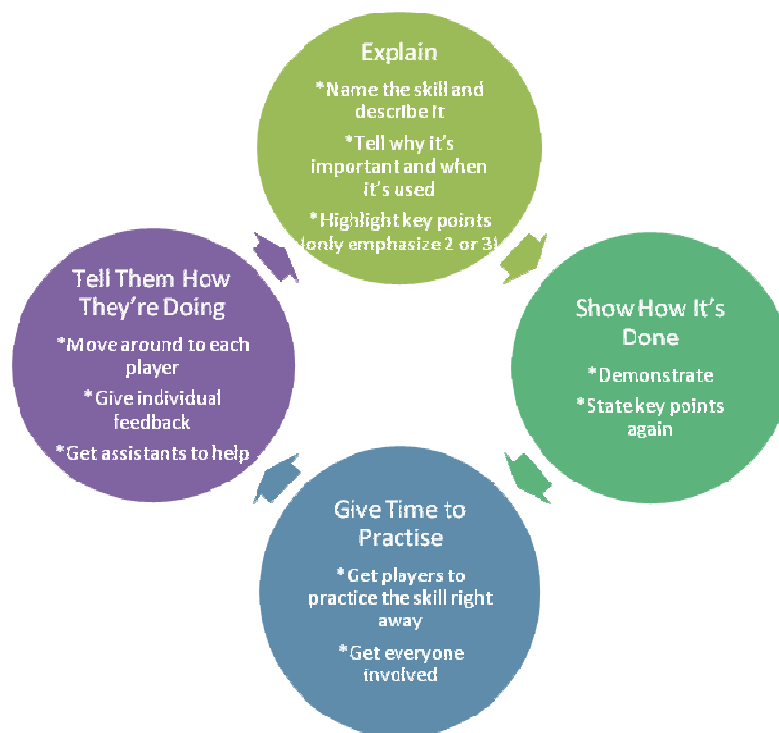 Explain
*Name the skill and
describe it
*Tell why it's
important and when
it's used
*Highlight key points
(only emphasize 2 or 3)
Show How It's
Done
*Demonstrate
*State key points
again
Give Time to
Practise
*Get players to
practice the skill right
away
*Get everyone
involved
Tell Them How
They're Doing
*Move around to each
player
*Give individual
feedback
*Get assistants to help